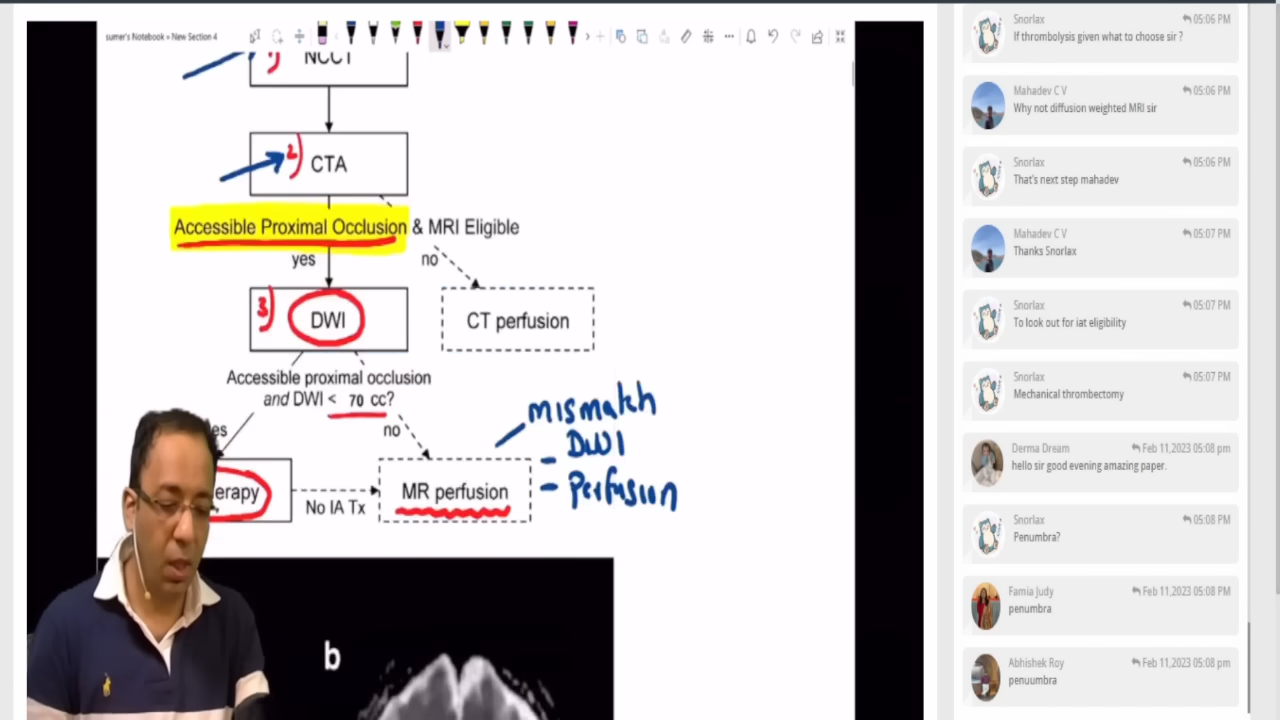 sumer's Notebook » New Section 4
1)
NCCT
2)
CTA
Accessible Proximal Occlusion & MRI Eligible
yes
no
3)
DWI
CT perfusion
Accessible proximal occlusion
and DWI < 70 cc?
no
mismatch
- DWI
- Perfusion
erapy
No IA Tx
MR perfusion
b
Snorlax
05:06 PM
If thrombolysis given what to choose sir ?
Mahadev C V
05:06 PM
Why not diffusion weighted MRI sir
Snorlax
05:06 PM
That's next step mahadev
Mahadev C V
05:07 PM
Thanks Snorlax
Snorlax
05:07 PM
To look out for iat eligibility
Snorlax
05:07 PM
Mechanical thrombectomy
Derma Dream
Feb 11,2023 05:08 pm
hello sir good evening amazing paper.
Snorlax
05:08 PM
Penumbra?
Famia Judy
Feb 11,2023 05:08 PM
penumbra
Abhishek Roy
Feb 11,2023 05:08 pm
penuumbra